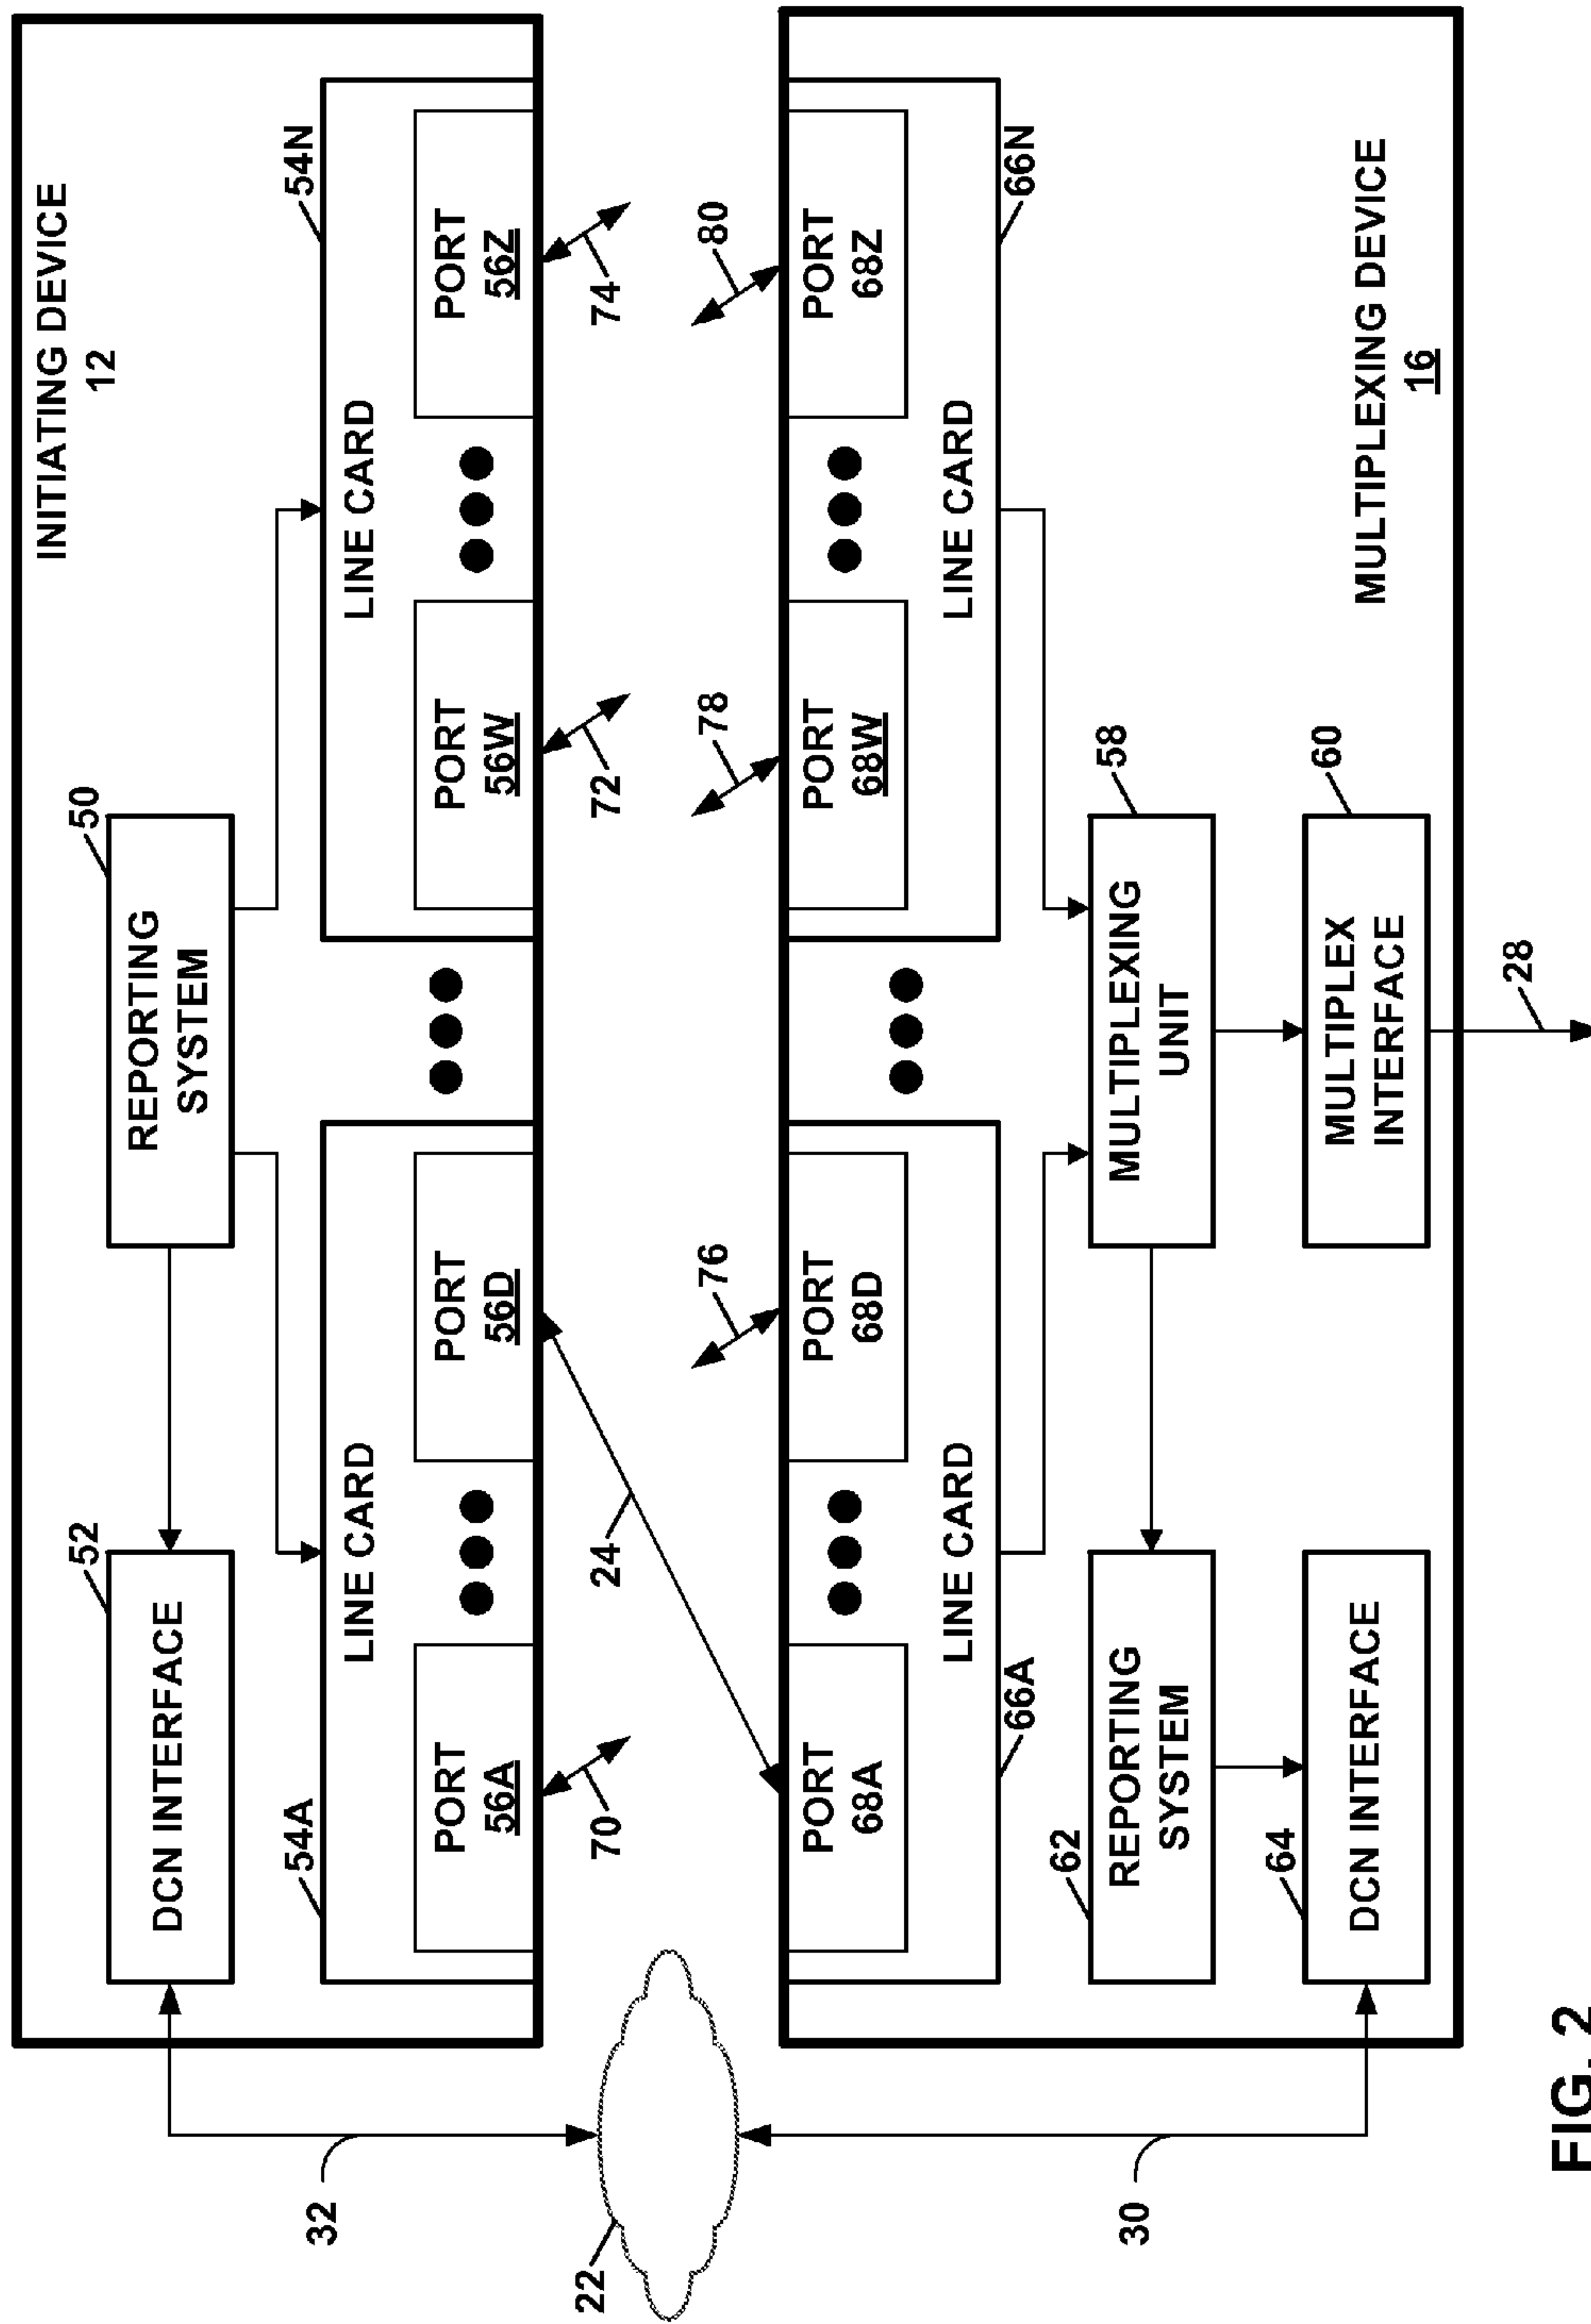 INITIATING DEVICE
12
50
52
REPORTING
SYSTEM
DCN INTERFACE
54A
54N
LINE CARD
LINE CARD
PORT
56A
PORT
56D
PORT
56W
PORT
56Z
32
22
70
24
72
74
76
78
80
PORT
68A
PORT
68D
PORT
68W
PORT
68Z
LINE CARD
LINE CARD
66A
66N
30
62
58
REPORTING
SYSTEM
MULTIPLEXING
UNIT
64
60
DCN INTERFACE
MULTIPLEX
INTERFACE
MULTIPLEXING DEVICE
16
28
FIG. 2